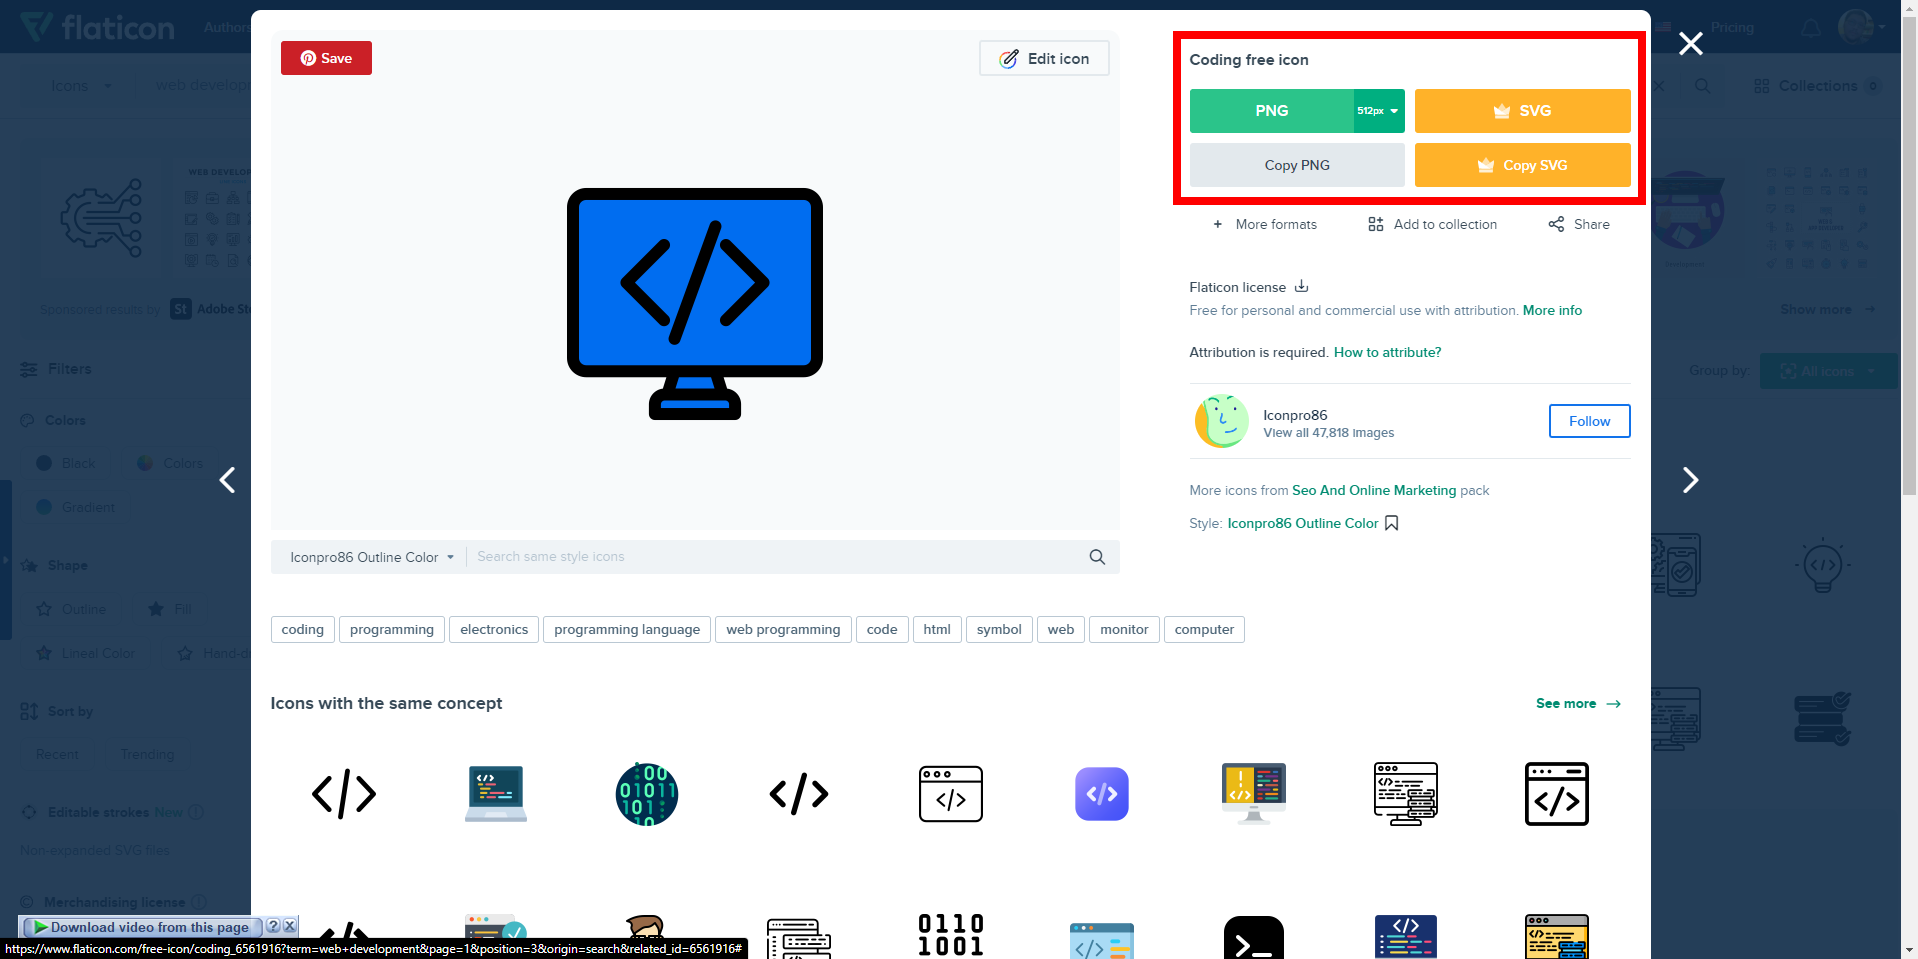 flaticon
Authors
Pricing
Icons
web develop
Collections 0
WEB DEVELO
Sponsored results by St Adobe St
Show more
Filters
Group by:
All icons
Colors
Black
Colors
Gradient
Shape
Outline
Fill
Lineal Color
Hand-d
Sort by
Recent
Trending
Editable strokes New
Non-expanded SVG files
Merchandising license
Save
Edit icon
Coding free icon
PNG
512px
SVG
Copy PNG
Copy SVG
+ More formats
Add to collection
Share
Flaticon license
Free for personal and commercial use with attribution. More info
Attribution is required. How to attribute?
Iconpro86
View all 47,818 images
Follow
More icons from Seo And Online Marketing pack
Style: Iconpro86 Outline Color
Iconpro86 Outline Color
Search same style icons
coding
programming
electronics
programming language
web programming
code
html
symbol
web
monitor
computer
Icons with the same concept
See more
00
01011
101
0110
1001
Download video from this page
https://www.flaticon.com/free-icon/coding_6561916?term=web+development&page=1&position=3&origin=search&related_id=6561916#